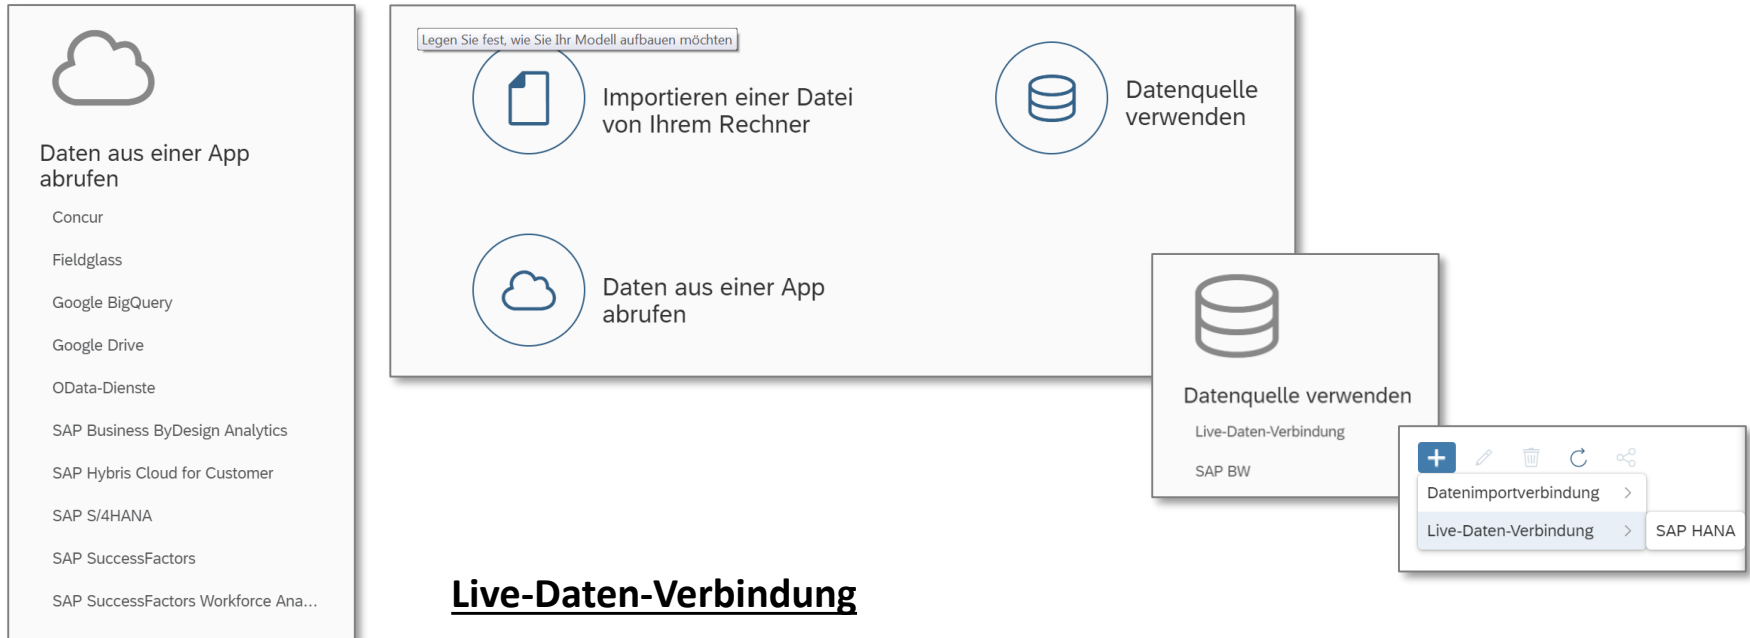 Daten aus einer App
abrufen
Concur
Fieldglass
Google BigQuery
Google Drive
OData-Dienste
SAP Business ByDesign Analytics
SAP Hybris Cloud for Customer
SAP S/4HANA
SAP SuccessFactors
SAP SuccessFactors Workforce Ana...
Legen Sie fest, wie Sie Ihr Modell aufbauen möchten
Importieren einer Datei
von Ihrem Rechner
Datenquelle
verwenden
Daten aus einer App
abrufen
Datenquelle verwenden
Live-Daten-Verbindung
SAP BW
Datenimportverbindung
Live-Daten-Verbindung
SAP HANA
Live-Daten-Verbindung